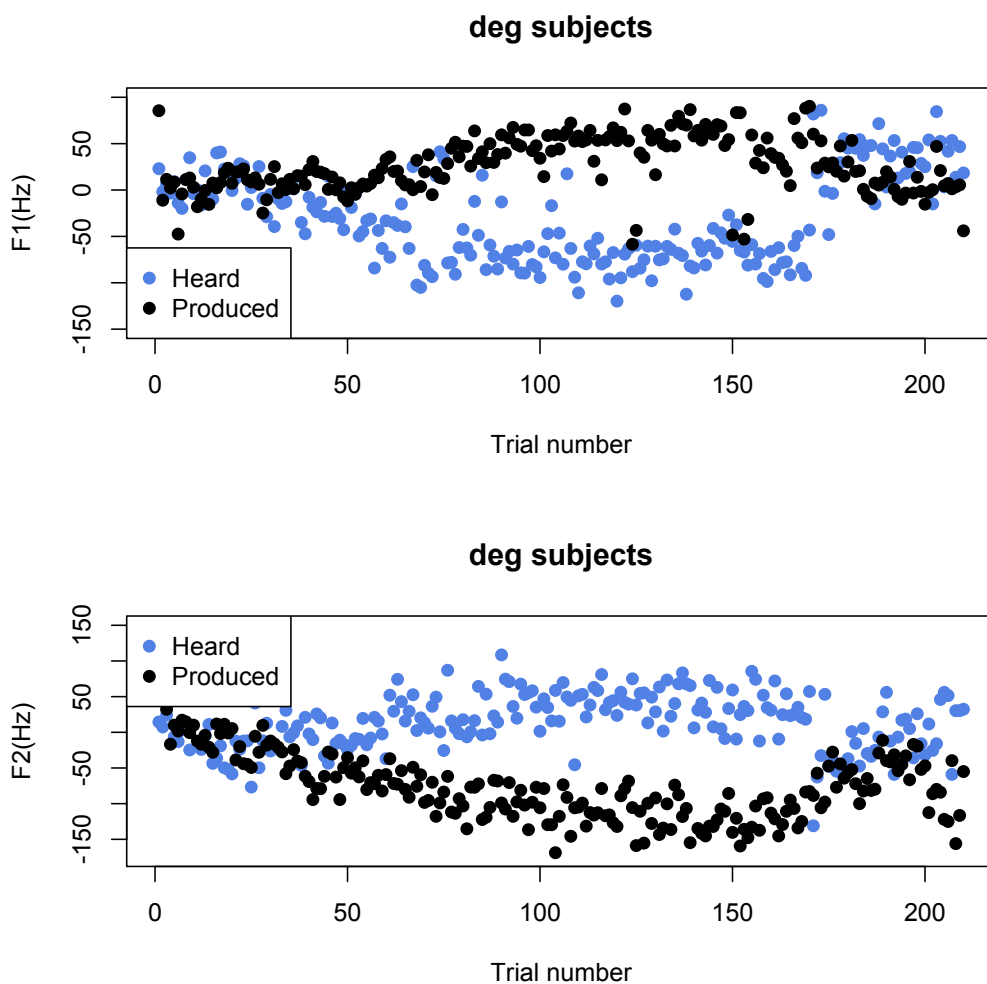 deg subjects
F1(Hz)
50
0
-50
-150
Heard
Produced
0 50 100 150 200
Trial number
deg subjects
F2(Hz)
150
50
-50
-150
Heard
Produced
0 50 100 150 200
Trial number